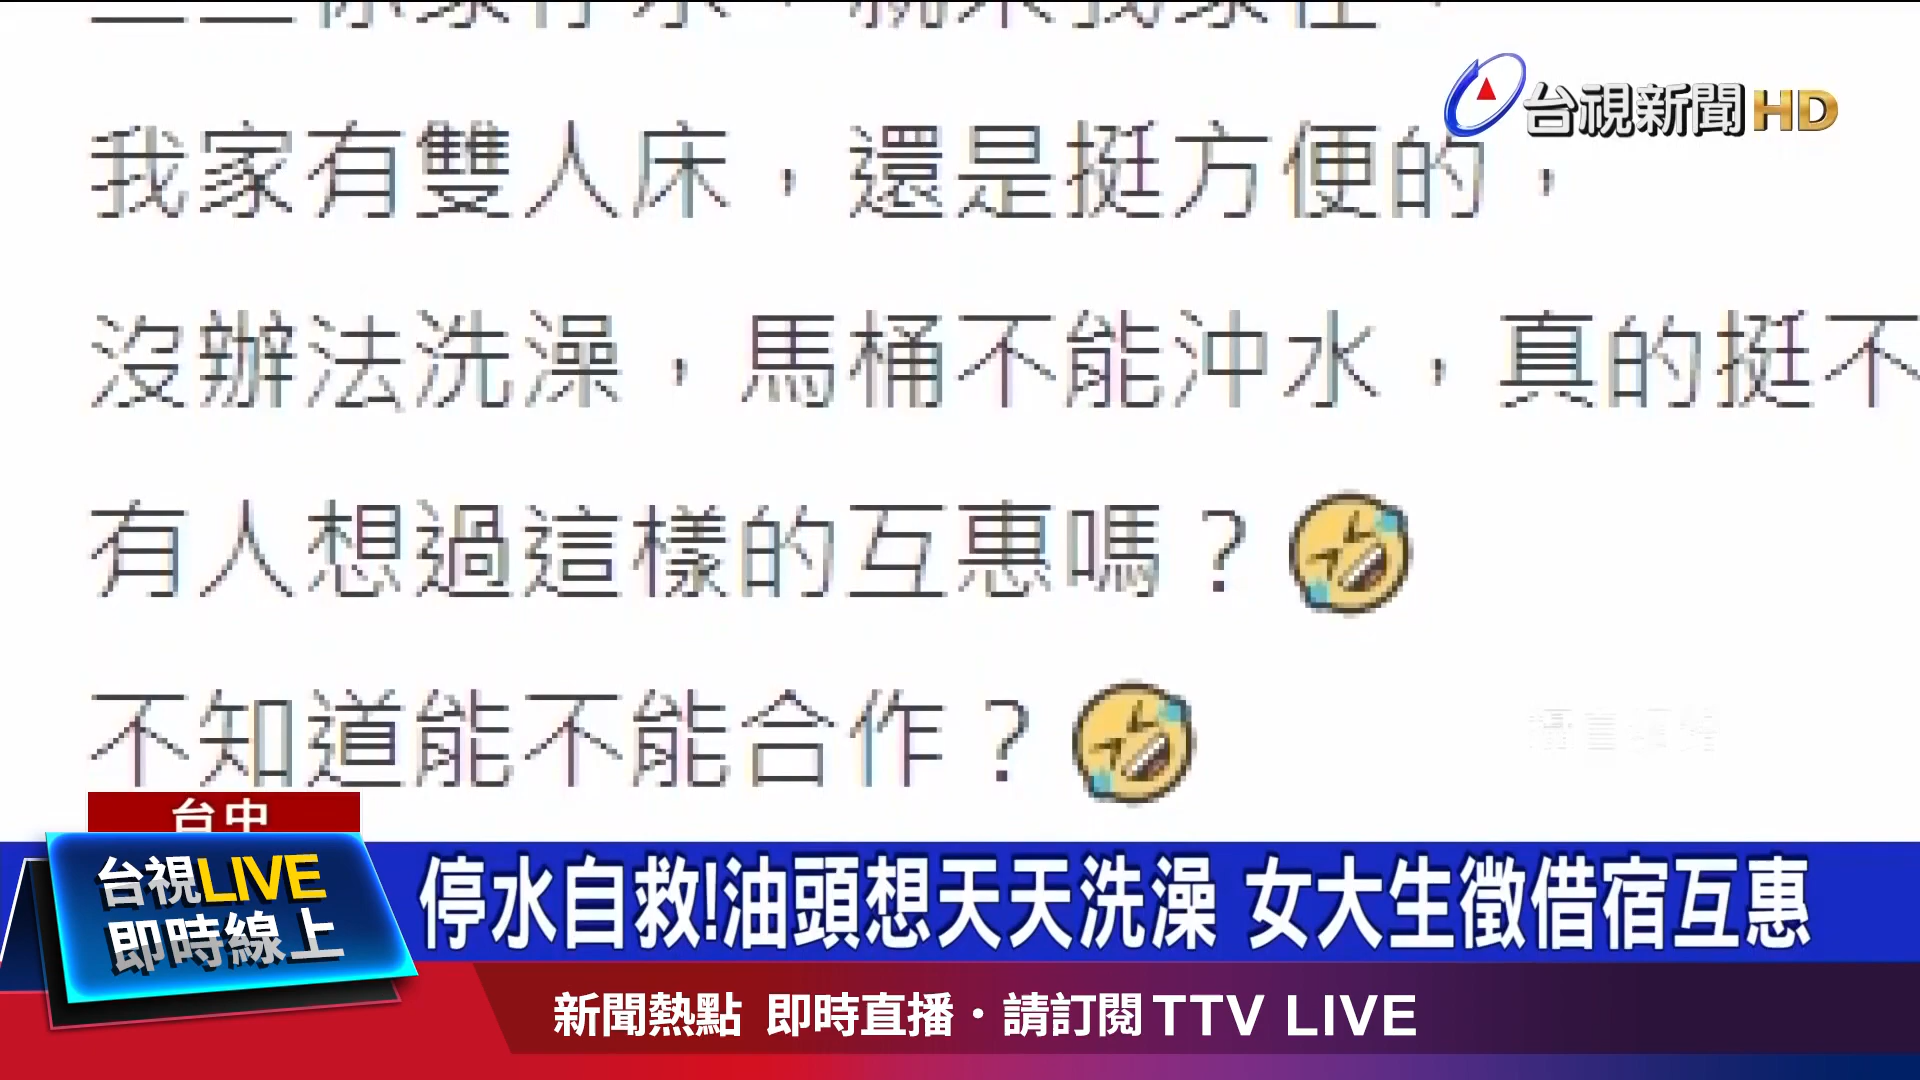 台視新聞HD
我家有雙人床，還是挺方便的，
沒辦法洗澡，馬桶不能沖水，真的挺不
有人想過這樣的互惠嗎？🤣
不知道能不能合作？🤣
台中
台視LIVE
即時線上
停水自救!油頭想天天洗澡 女大生徵借宿互惠
新聞熱點 即時直播・請訂閱TTV LIVE